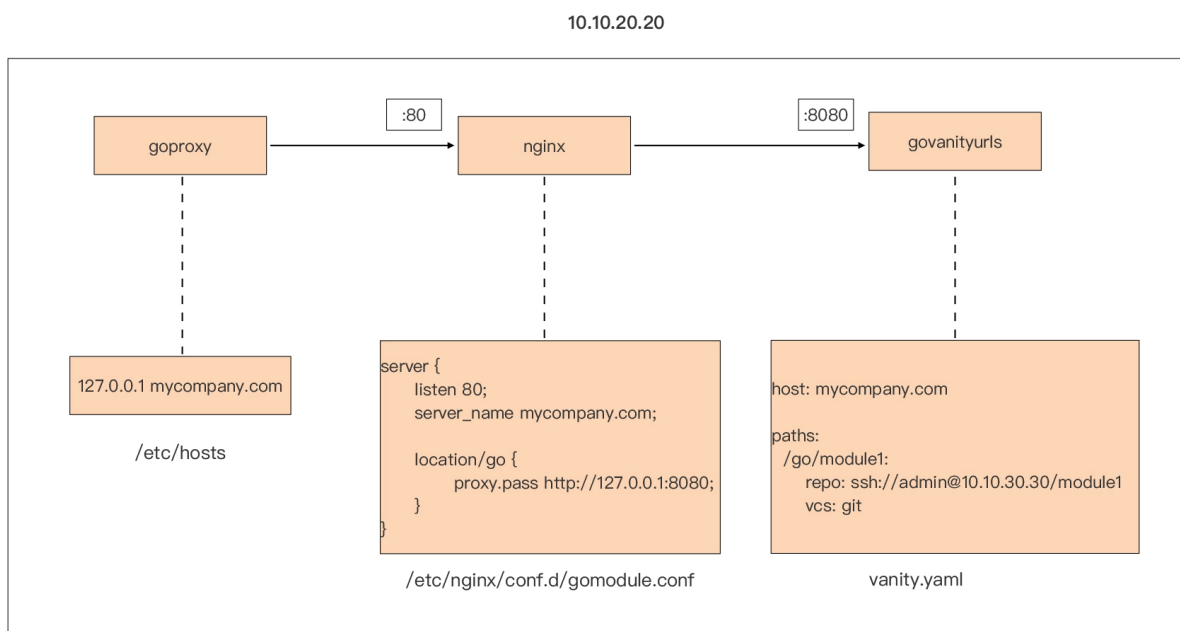 10.10.20.20
:80
:8080
goproxy
nginx
govanityurls
127.0.0.1 mycompany.com
/etc/hosts
server {
listen 80;
server_name mycompany.com;
location/go {
proxy.pass http://127.0.0.1:8080;
}
}
/etc/nginx/conf.d/gomodule.conf
host: mycompany.com
paths:
/go/module1:
repo: ssh://admin@10.10.30.30/module1
vcs: git
vanity.yaml